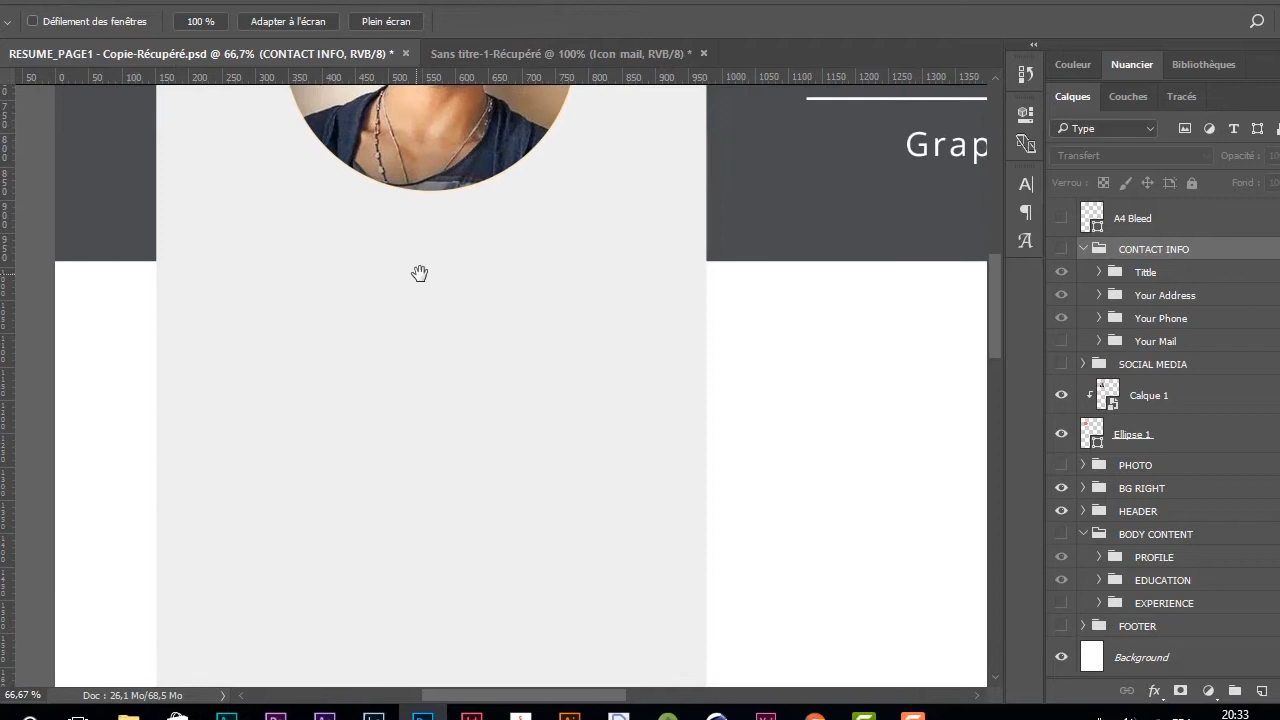 Défilement des fenêtres
100 %
Adapter à l'écran
Plein écran
RESUME_PAGE1 - Copie-Récupéré.psd @ 66,7% (CONTACT INFO, RVB/8) *
Sans titre-1-Récupéré @ 100% (Icon mail, RVB/8) *
50 0 50 100 150 200 250 300 350 400 450 500 550 600 650 700 750 800 850 900 950 1000 1050 1100 1150 1200 1250 1300 1350
Grap
Couleur
Nuancier
Bibliothèques
Calques
Couches
Tracés
Type
Transfert
Opacité :
Verrou :
Fond :
A4 Bleed
CONTACT INFO
Tittle
Your Address
Your Phone
Your Mail
SOCIAL MEDIA
Calque 1
Ellipse 1
PHOTO
BG RIGHT
HEADER
BODY CONTENT
PROFILE
EDUCATION
EXPERIENCE
FOOTER
Background
66,67 %
Doc : 26,1 Mo/68,5 Mo
fx
20:33